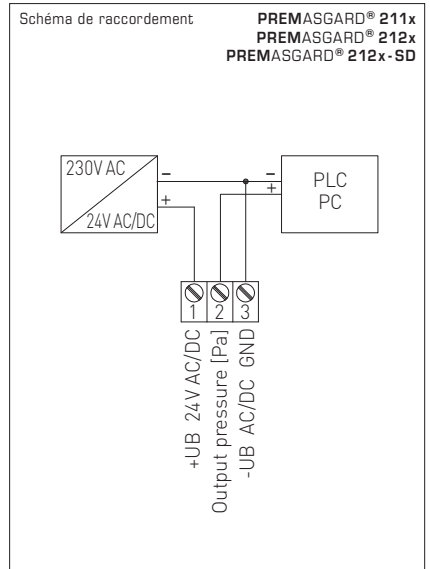 Schéma de raccordement
PREMASGARD® 211x
PREMASGARD® 212x
PREMASGARD® 212x-SD
230V AC
24V AC/DC
−
+
−
+
PLC
PC
1 2 3
+UB 24V AC/DC
Output pressure [Pa]
-UB AC/DC GND